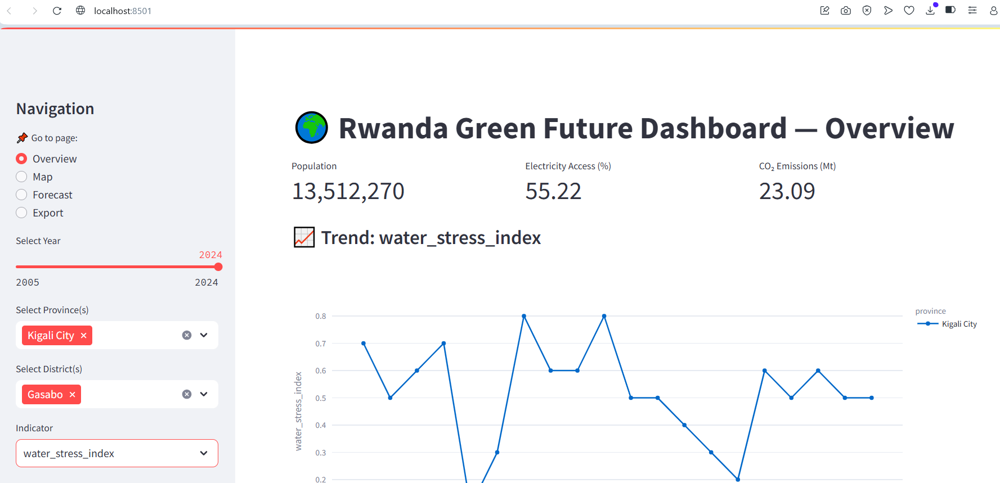 localhost:8501
Navigation
Go to page:
Overview
Map
Forecast
Export
Select Year
2024
2005 2024
Select Province(s)
Kigali City
Select District(s)
Gasabo
Indicator
water_stress_index
Rwanda Green Future Dashboard — Overview
Population
13,512,270
Electricity Access (%)
55.22
CO₂ Emissions (Mt)
23.09
Trend: water_stress_index
water_stress_index
0.8
0.7
0.6
0.5
0.4
0.3
0.2
province
Kigali City